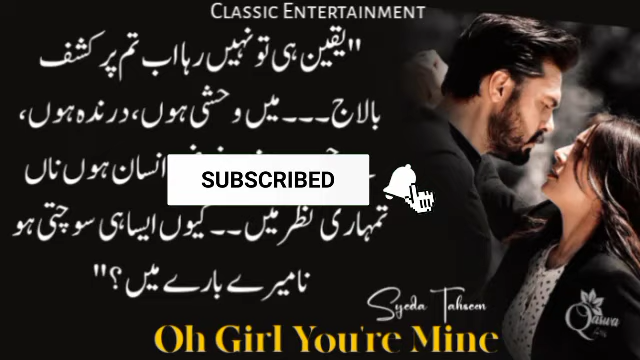 Classic Entertainment
"یقین ہی تو نہیں رہا اب تم پر کشف
بالاج۔۔۔میں وحشی ہوں، درندہ ہوں،
انسان ہوں ناں
SUBSCRIBED
تمہاری نظر میں۔۔کیوں ایسا ہی سوچتی ہو
نا میرے بارے میں؟"
Syeda Tahseen
Qaswa
Oh Girl You're Mine